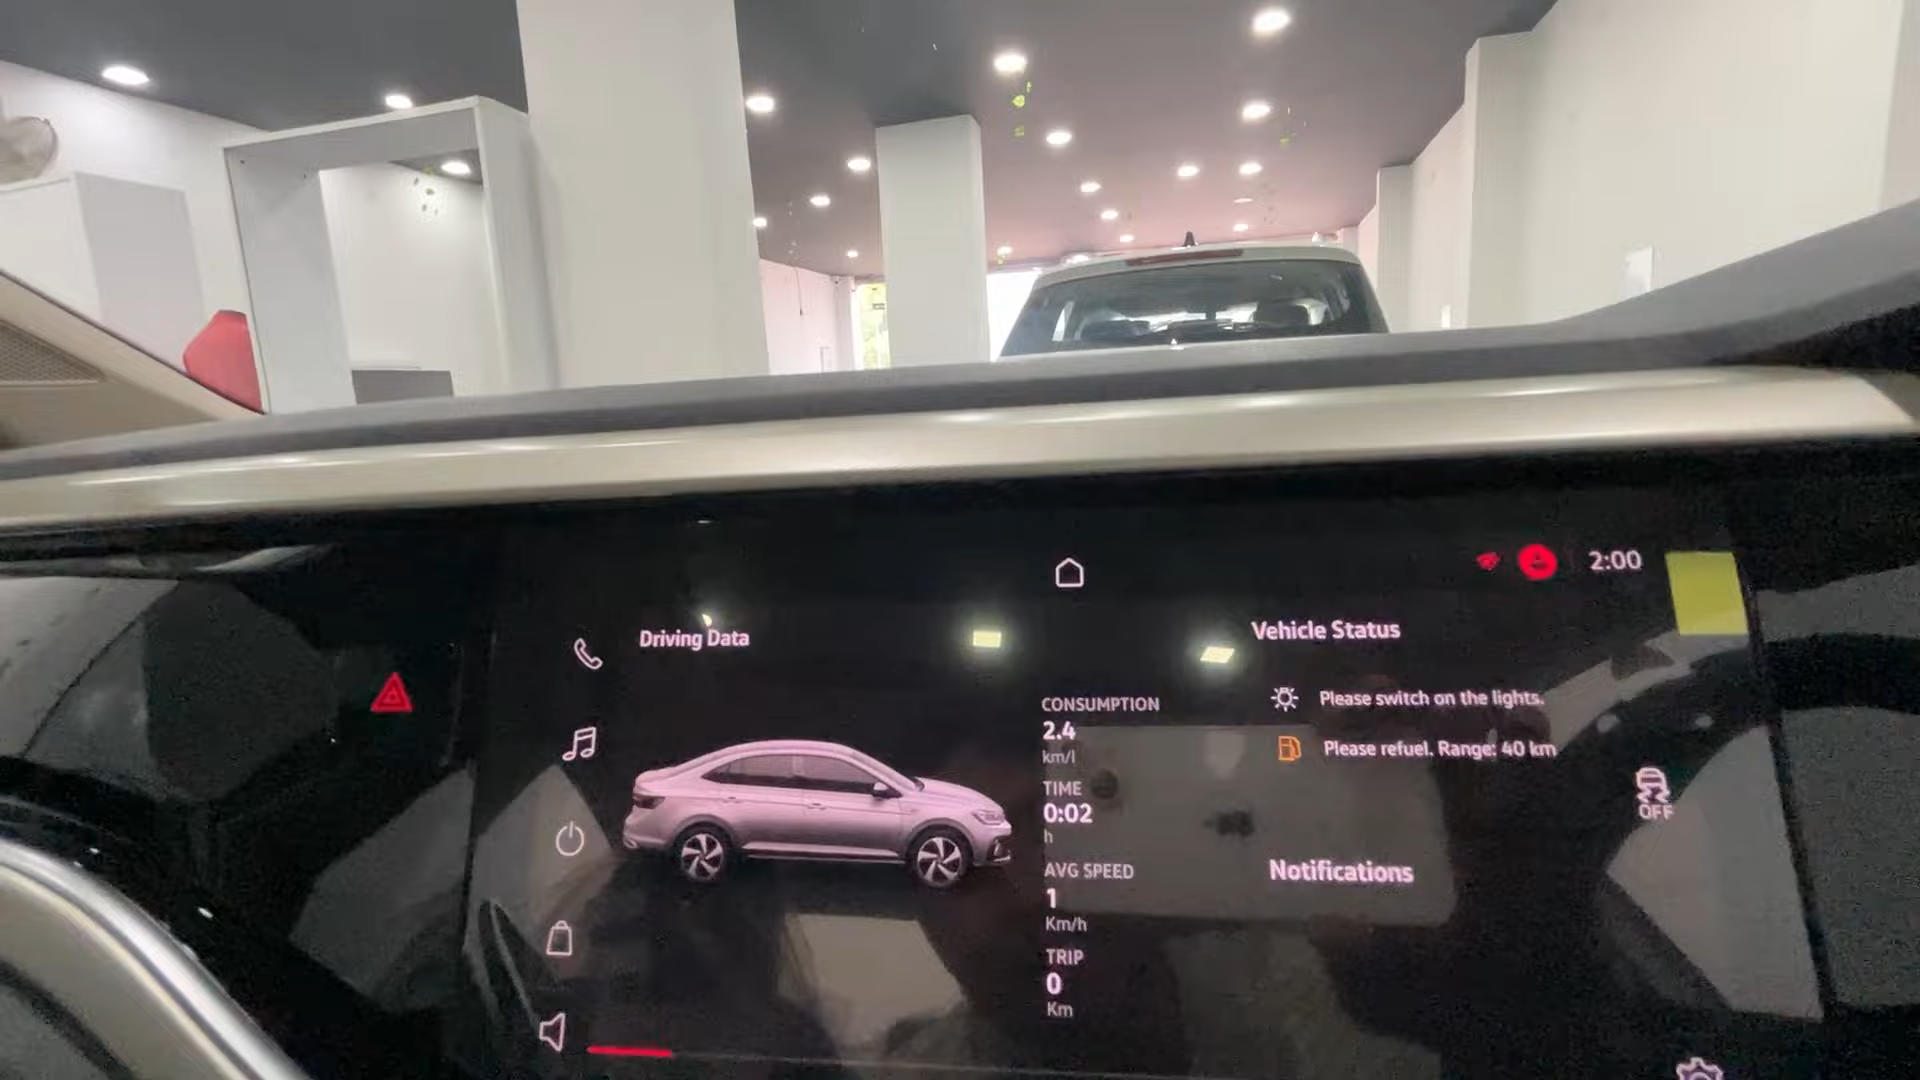 2:00
Driving Data
Vehicle Status
CONSUMPTION
2.4
km/l
Please switch on the lights.
Please refuel. Range: 40 km
TIME
0:02
h
OFF
AVG SPEED
1
Km/h
Notifications
TRIP
0
Km